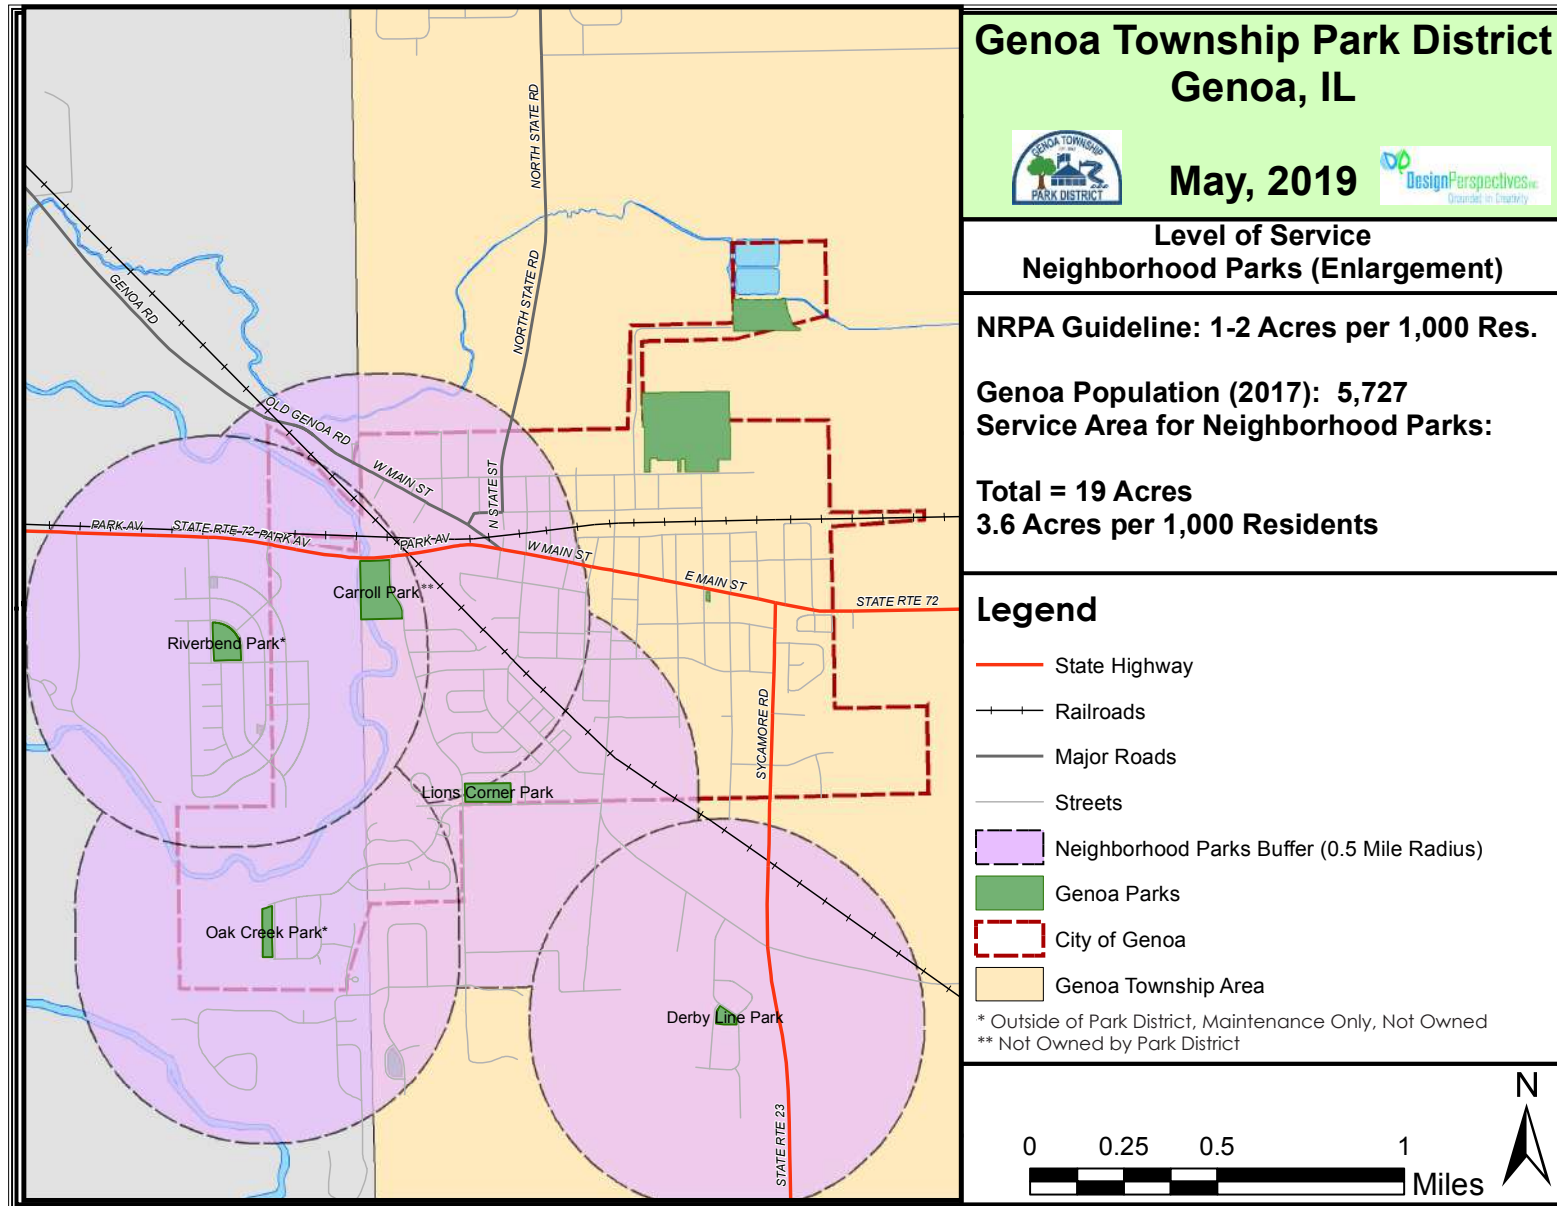 Genoa Township Park District
Genoa, IL
GENOA TOWNSHIP
PARK DISTRICT
May, 2019
DesignPerspectives INC
Grounded in Creativity
Level of Service
Neighborhood Parks (Enlargement)
NRPA Guideline: 1-2 Acres per 1,000 Res.
Genoa Population (2017): 5,727
Service Area for Neighborhood Parks:
Total = 19 Acres
3.6 Acres per 1,000 Residents
Legend
State Highway
Railroads
Major Roads
Streets
Neighborhood Parks Buffer (0.5 Mile Radius)
Genoa Parks
City of Genoa
Genoa Township Area
* Outside of Park District, Maintenance Only, Not Owned
** Not Owned by Park District
N
0 0.25 0.5 1
Miles
NORTH STATE RD
NORTH STATE RD
GENOA RD
OLD GENOA RD
W MAIN ST
N STATE ST
PARK AV
STATE RTE 72 PARK AV
PARK AV
W MAIN ST
E MAIN ST
STATE RTE 72
Carroll Park**
Riverbend Park*
SYCAMORE RD
Lions Corner Park
Oak Creek Park*
Derby Line Park
STATE RTE 23